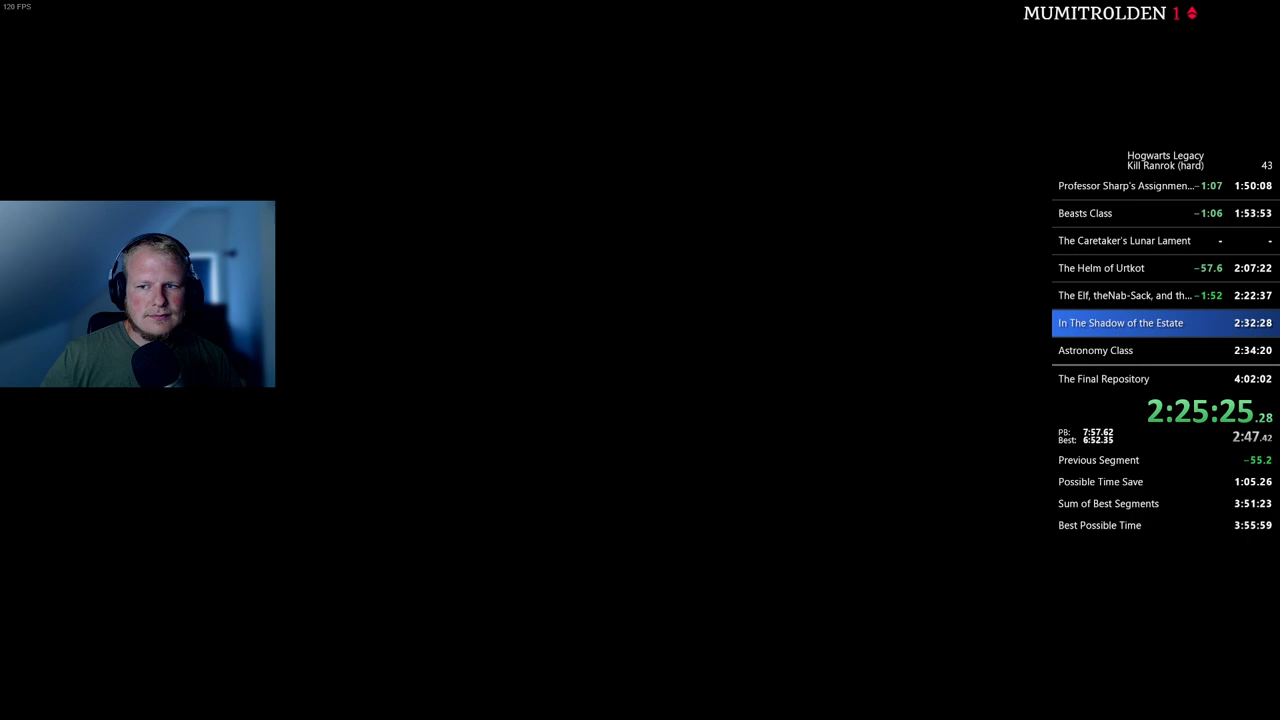 120 FPS
MUMITR0LDEN 1
Hogwarts Legacy
Kill Ranrok (hard) 43
Professor Sharp's Assignmen... −1:07 1:50:08
Beasts Class −1:06 1:53:53
The Caretaker's Lunar Lament - -
The Helm of Urtkot −57.6 2:07:22
The Elf, theNab-Sack, and th... −1:52 2:22:37
In The Shadow of the Estate 2:32:28
Astronomy Class 2:34:20
The Final Repository 4:02:02
2:25:25.28
PB: 7:57.62
Best: 6:52.35
2:47.42
Previous Segment −55.2
Possible Time Save 1:05.26
Sum of Best Segments 3:51:23
Best Possible Time 3:55:59